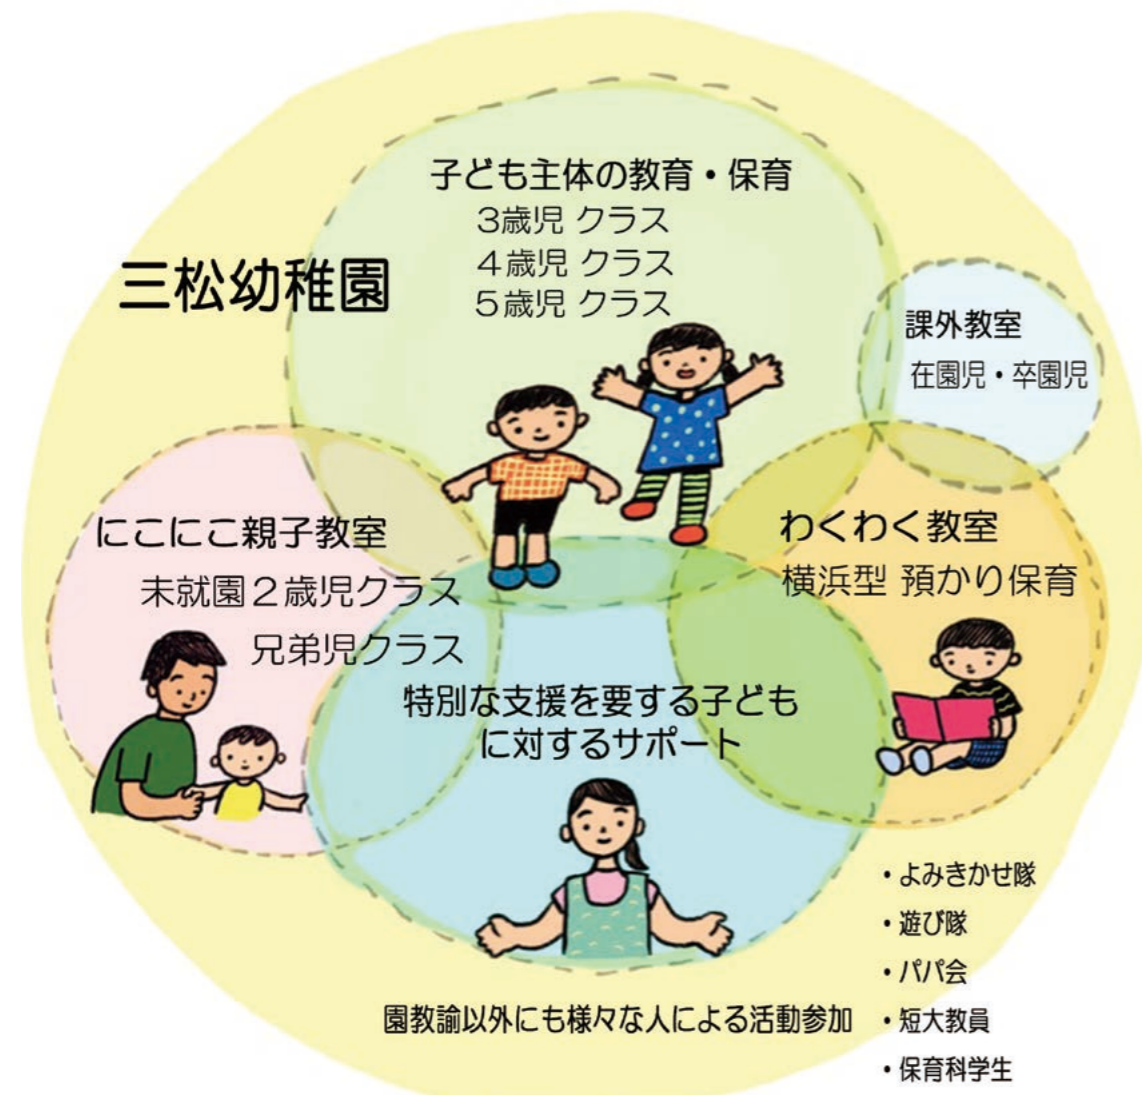 子ども主体の教育・保育
3歳児 クラス
4歳児 クラス
5歳児 クラス
三松幼稚園
課外教室
在園児・卒園児
にこにこ親子教室
未就園2歳児クラス
兄弟児クラス
わくわく教室
横浜型 預かり保育
特別な支援を要する子ども
に対するサポート
園教諭以外にも様々な人による活動参加
・よみきかせ隊
・遊び隊
・パパ会
・短大教員
・保育科学生